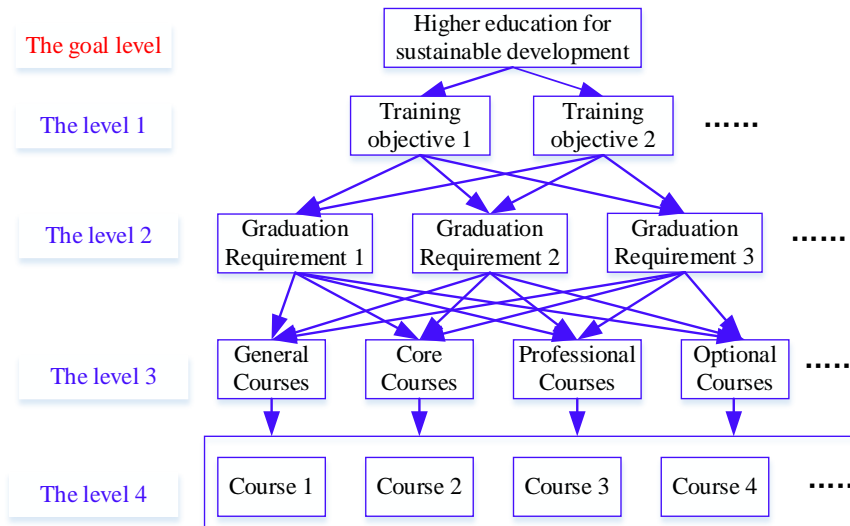 The goal level
Higher education for
sustainable development
The level 1
Training
objective 1
Training
objective 2
......
The level 2
Graduation
Requirement 1
Graduation
Requirement 2
Graduation
Requirement 3
......
The level 3
General
Courses
Core
Courses
Professional
Courses
Optional
Courses
......
The level 4
Course 1
Course 2
Course 3
Course 4
......